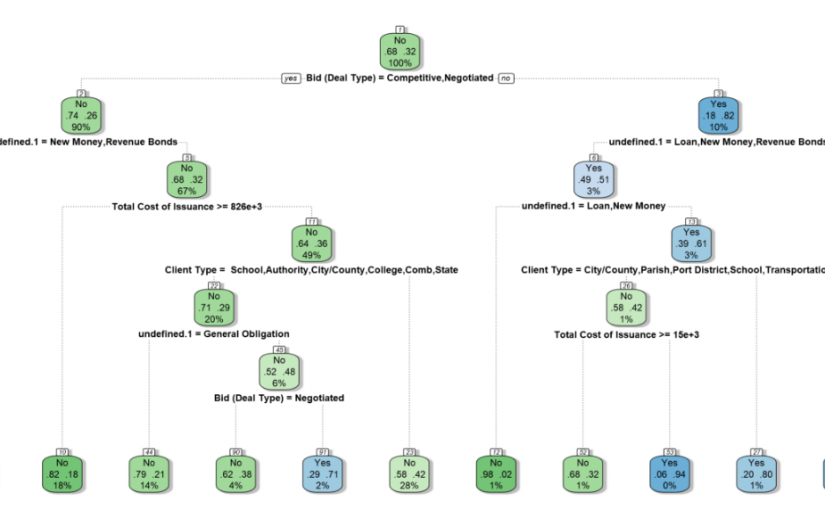 1
No
.68 .32
100%
yes Bid (Deal Type) = Competitive,Negotiated no
2
No
.74 .26
90%
3
Yes
.18 .82
10%
defined.1 = New Money,Revenue Bonds
undefined.1 = Loan,New Money,Revenue Bonds
5
No
.68 .32
67%
6
Yes
.49 .51
3%
Total Cost of Issuance >= 826e+3
undefined.1 = Loan,New Money
11
No
.64 .36
49%
13
Yes
.39 .61
3%
Client Type = School,Authority,City/County,College,Comb,State
Client Type = City/County,Parish,Port District,School,Transportatio
22
No
.71 .29
20%
26
No
.58 .42
1%
undefined.1 = General Obligation
Total Cost of Issuance >= 15e+3
45
No
.52 .48
6%
Bid (Deal Type) = Negotiated
10
No
.82 .18
18%
44
No
.79 .21
14%
90
No
.62 .38
4%
91
Yes
.29 .71
2%
23
No
.58 .42
28%
12
No
.98 .02
1%
52
No
.68 .32
1%
53
Yes
.06 .94
0%
27
Yes
.20 .80
1%